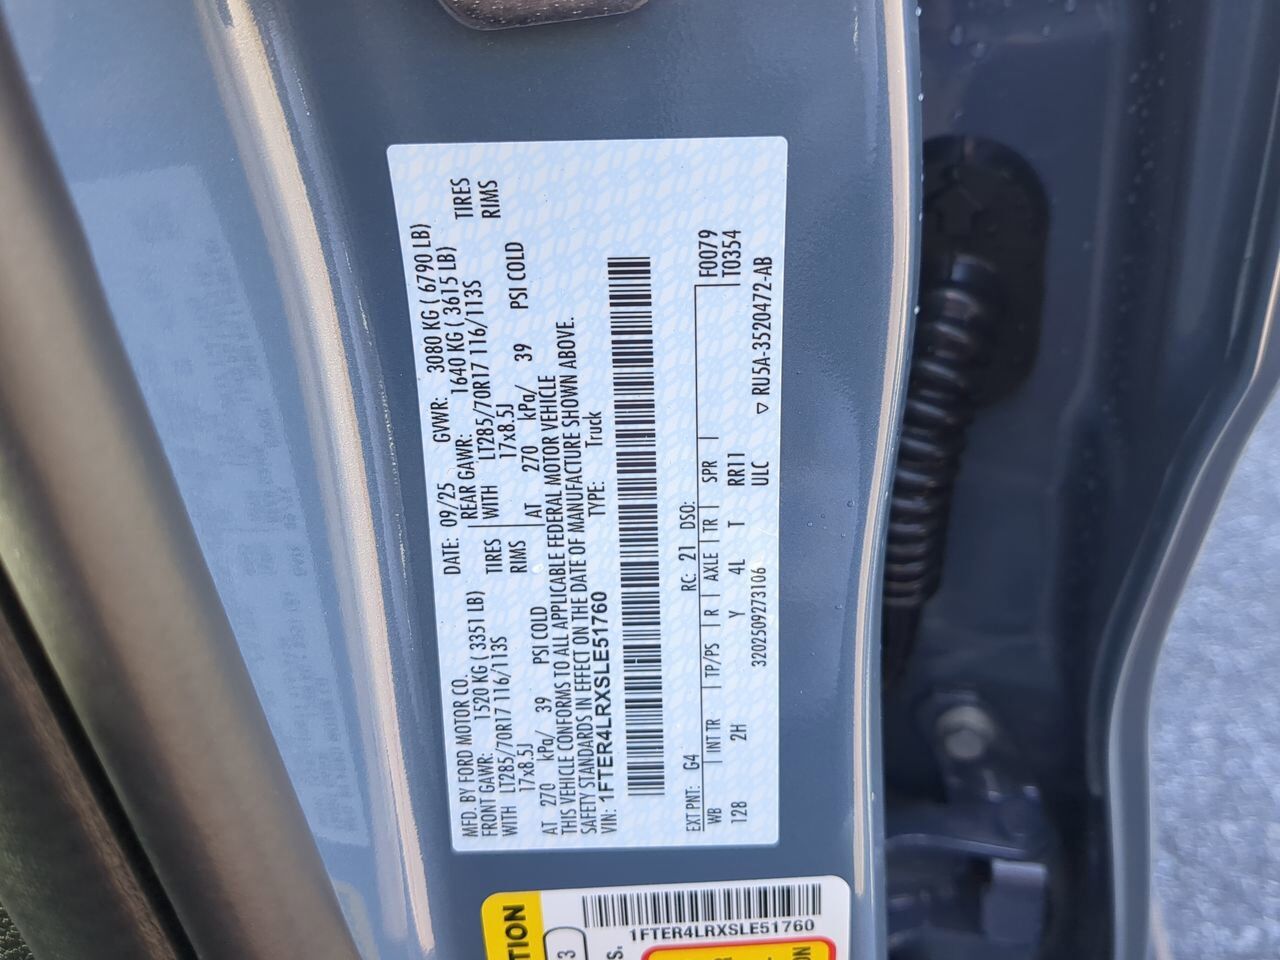 MFD. BY FORD MOTOR CO. DATE: 09/25 GVWR: 3080 KG ( 6790 LB)
FRONT GAWR: 1520 KG ( 3351 LB) REAR GAWR: 1640 KG ( 3615 LB)
WITH LT285/70R17 116/113S TIRES WITH LT285/70R17 116/113S TIRES
17x8.5J RIMS 17x8.5J RIMS
AT 270 kPa/ 39 PSI COLD AT 270 kPa/ 39 PSI COLD
THIS VEHICLE CONFORMS TO ALL APPLICABLE FEDERAL MOTOR VEHICLE
SAFETY STANDARDS IN EFFECT ON THE DATE OF MANUFACTURE SHOWN ABOVE.
VIN: 1FTER4LRXSLE51760 TYPE: Truck
EXT PNT: G4 RC: 21 DSO: F0079
WB INT TR TP/PS R AXLE TR SPR T0354
128 2H Y 4L T RR11
3202509273106 ULC ▽ RU5A-3520472-AB
TION
3
S.
1FTER4LRXSLE51760